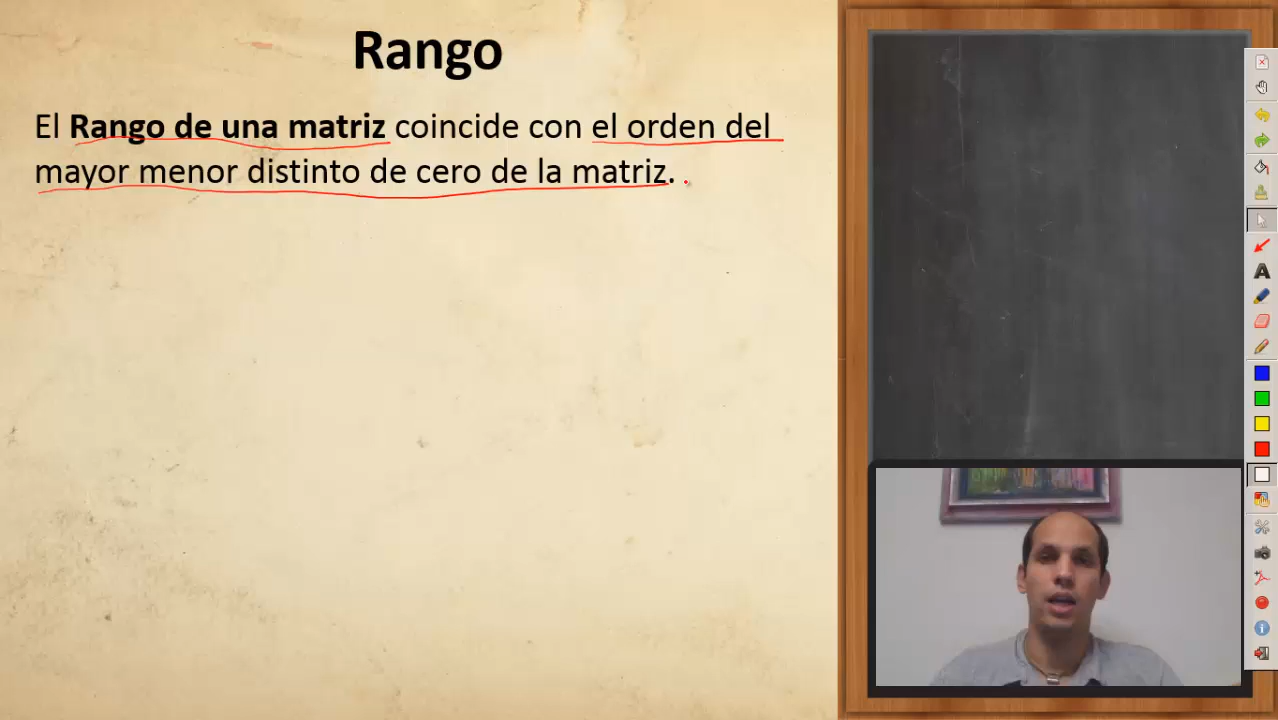 Rango
El Rango de una matriz coincide con el orden del
mayor menor distinto de cero de la matriz.